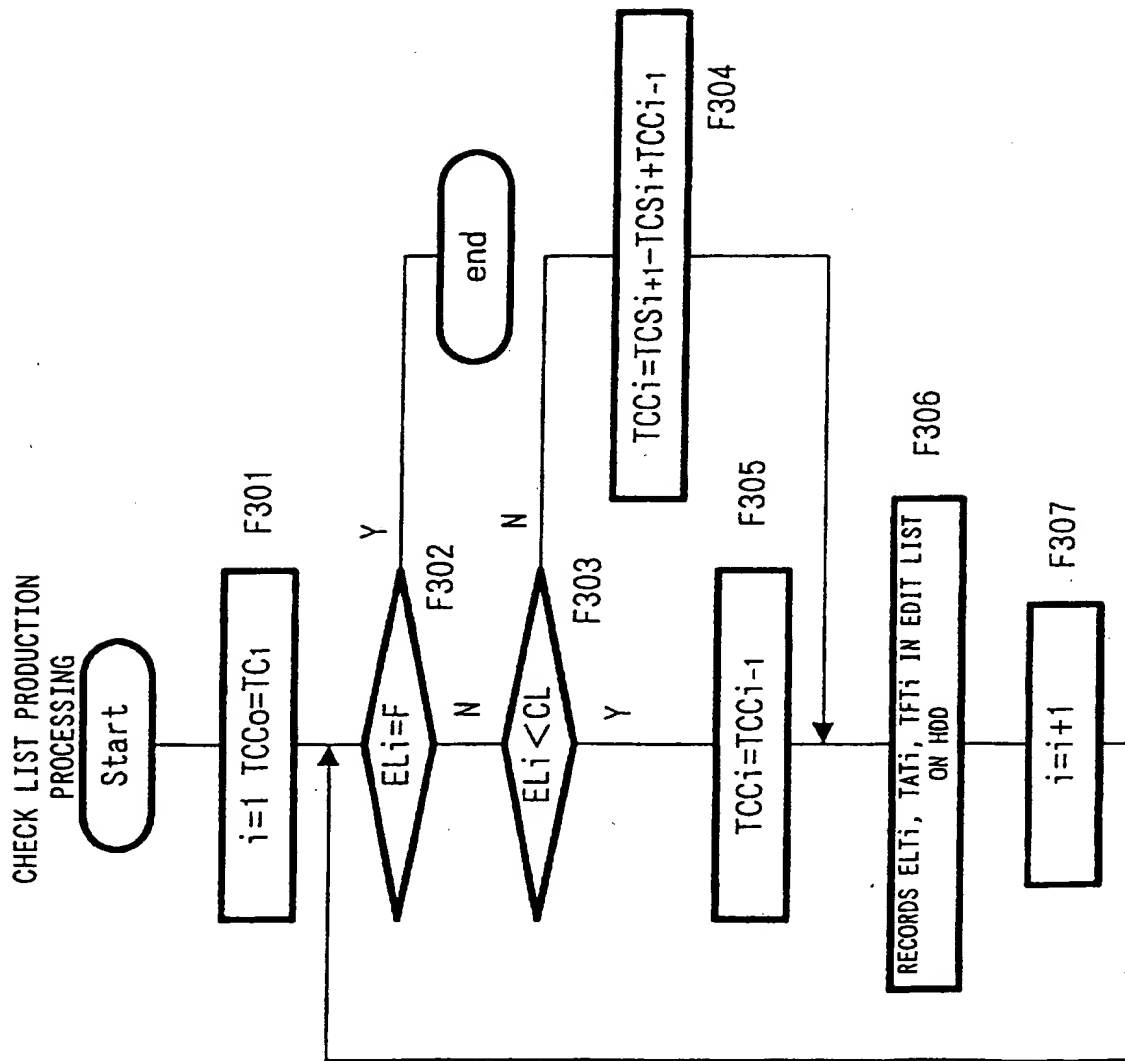 CHECK LIST PRODUCTION
PROCESSING
Start
i=1 TCC0=TC1
F301
ELi=F
Y
F302
N
end
ELi<CL
N
F303
Y
TCCi=TCSi+1-TCSi+TCCi-1
F304
TCCi=TCCi-1
F305
RECORDS ELTi, TATi, TFTi IN EDIT LIST
ON HDD
F306
i=i+1
F307